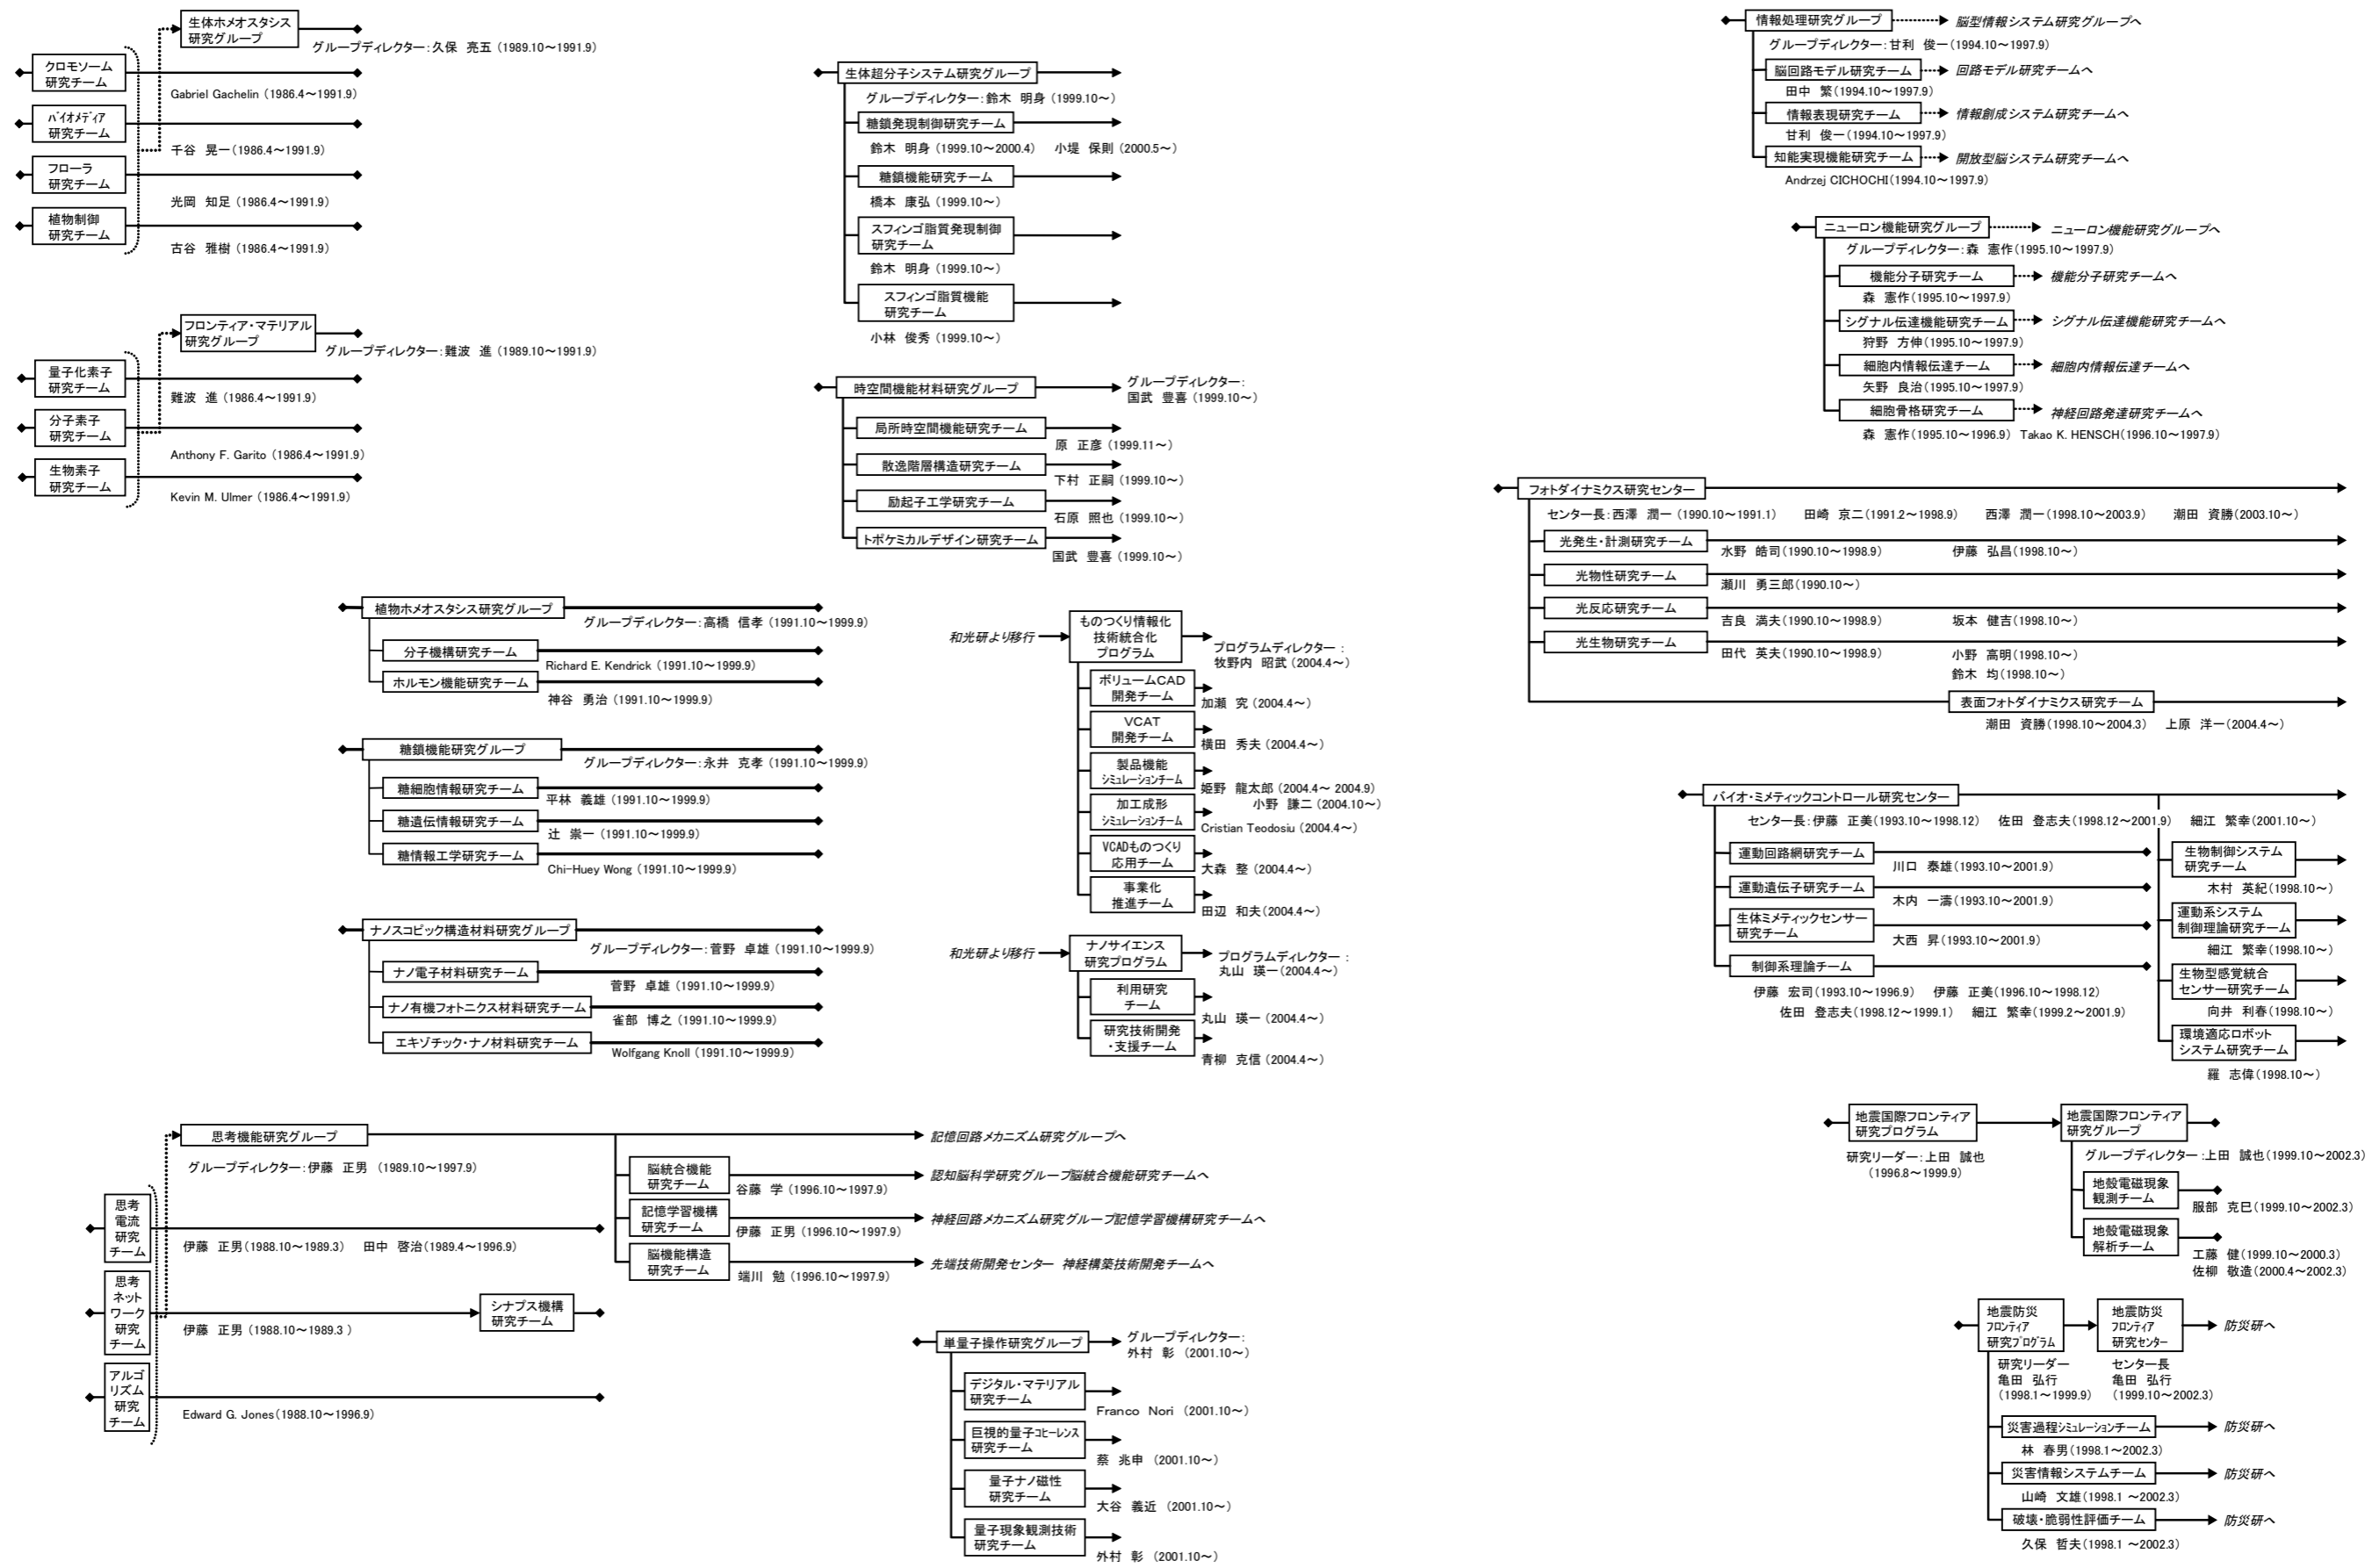 生体ホメオスタシス
研究グループ
グループディレクター：久保　亮五（1989.10～1991.9）
クロモソーム
研究チーム
Gabriel Gachelin（1986.4～1991.9）
バイオメディア
研究チーム
千谷　晃一（1986.4～1991.9）
フローラ
研究チーム
光岡　知足（1986.4～1991.9）
植物制御
研究チーム
古谷　雅樹（1986.4～1991.9）
フロンティア・マテリアル
研究グループ
グループディレクター：難波　進（1989.10～1991.9）
量子化素子
研究チーム
難波　進（1986.4～1991.9）
分子素子
研究チーム
Anthony F. Garito（1986.4～1991.9）
生物素子
研究チーム
Kevin M. Ulmer（1986.4～1991.9）
生体超分子システム研究グループ
グループディレクター：鈴木　明身（1999.10～）
糖鎖発現制御研究チーム
鈴木　明身（1999.10～2000.4）　小堤　保則（2000.5～）
糖鎖機能研究チーム
橋本　康弘（1999.10～）
スフィンゴ脂質発現制御
研究チーム
鈴木　明身（1999.10～）
スフィンゴ脂質機能
研究チーム
小林　俊秀（1999.10～）
時空間機能材料研究グループ
グループディレクター：
国武　豊喜（1999.10～）
局所時空間機能研究チーム
原　正彦（1999.11～）
散逸階層構造研究チーム
下村　正嗣（1999.10～）
励起子工学研究チーム
石原　照也（1999.10～）
トポケミカルデザイン研究チーム
国武　豊喜（1999.10～）
植物ホメオスタシス研究グループ
グループディレクター：高橋　信孝（1991.10～1999.9）
分子機構研究チーム
Richard E. Kendrick（1991.10～1999.9）
ホルモン機能研究チーム
神谷　勇治（1991.10～1999.9）
糖鎖機能研究グループ
グループディレクター：永井　克孝（1991.10～1999.9）
糖細胞情報研究チーム
平林　義雄（1991.10～1999.9）
糖遺伝情報研究チーム
辻　崇一（1991.10～1999.9）
糖情報工学研究チーム
Chi-Huey Wong（1991.10～1999.9）
ナノスコピック構造材料研究グループ
グループディレクター：菅野　卓雄（1991.10～1999.9）
ナノ電子材料研究チーム
菅野　卓雄（1991.10～1999.9）
ナノ有機フォトニクス材料研究チーム
雀部　博之（1991.10～1999.9）
エキゾチック・ナノ材料研究チーム
Wolfgang Knoll（1991.10～1999.9）
和光研より移行
ものつくり情報化
技術統合化
プログラム
プログラムディレクター：
牧野内　昭武（2004.4～）
ボリュームCAD
開発チーム
加瀬　究（2004.4～）
VCAT
開発チーム
横田　秀夫（2004.4～）
製品機能
シミュレーションチーム
姫野　龍太郎（2004.4～ 2004.9）
小野　謙二（2004.10～）
加工成形
シミュレーションチーム
Cristian Teodosiu（2004.4～）
VCADものつくり
応用チーム
大森　整（2004.4～）
事業化
推進チーム
田辺　和夫（2004.4～）
和光研より移行
ナノサイエンス
研究プログラム
プログラムディレクター：
丸山　瑛一（2004.4～）
利用研究
チーム
丸山　瑛一（2004.4～）
研究技術開発
・支援チーム
青柳　克信（2004.4～）
思考機能研究グループ
グループディレクター：伊藤　正男　（1989.10～1997.9）
記憶回路メカニズム研究グループへ
脳統合機能
研究チーム
谷藤　学（1996.10～1997.9）
認知脳科学研究グループ脳統合機能研究チームへ
記憶学習機構
研究チーム
伊藤　正男（1996.10～1997.9）
神経回路メカニズム研究グループ記憶学習機構研究チームへ
脳機能構造
研究チーム
端川　勉（1996.10～1997.9）
先端技術開発センター　神経構築技術開発チームへ
思考
電流
研究
チーム
伊藤　正男（1988.10～1989.3）　田中　啓治（1989.4～1996.9）
思考
ネット
ワーク
研究
チーム
伊藤　正男（1988.10～1989.3 ）
シナプス機構
研究チーム
アルゴ
リズム
研究
チーム
Edward G. Jones（1988.10～1996.9）
単量子操作研究グループ
グループディレクター：
外村　彰　（2001.10～）
デジタル・マテリアル
研究チーム
Franco　Nori　（2001.10～）
巨視的量子コヒーレンス
研究チーム
蔡　兆申　（2001.10～）
量子ナノ磁性
研究チーム
大谷　義近（2001.10～）
量子現象観測技術
研究チーム
外村　彰（2001.10～）
情報処理研究グループ
脳型情報システム研究グループへ
グループディレクター：甘利　俊一（1994.10～1997.9）
脳回路モデル研究チーム
回路モデル研究チームへ
田中　繁（1994.10～1997.9）
情報表現研究チーム
情報創成システム研究チームへ
甘利　俊一（1994.10～1997.9）
知能実現機能研究チーム
開放型脳システム研究チームへ
Andrzej CICHOCHI（1994.10～1997.9）
ニューロン機能研究グループ
ニューロン機能研究グループへ
グループディレクター：森　憲作（1995.10～1997.9）
機能分子研究チーム
機能分子研究チームへ
森　憲作（1995.10～1997.9）
シグナル伝達機能研究チーム
シグナル伝達機能研究チームへ
狩野　方伸（1995.10～1997.9）
細胞内情報伝達チーム
細胞内情報伝達チームへ
矢野　良治（1995.10～1997.9）
細胞骨格研究チーム
神経回路発達研究チームへ
森　憲作（1995.10～1996.9）　Takao K. HENSCH（1996.10～1997.9）
フォトダイナミクス研究センター
センター長：西澤　潤一（1990.10～1991.1）　田崎　京二（1991.2～1998.9）　西澤　潤一（1998.10～2003.9）　潮田　資勝（2003.10～）
光発生・計測研究チーム
水野　皓司（1990.10～1998.9）　伊藤　弘昌（1998.10～）
光物性研究チーム
瀬川　勇三郎（1990.10～）
光反応研究チーム
吉良　満夫（1990.10～1998.9）　坂本　健吉（1998.10～）
光生物研究チーム
田代　英夫（1990.10～1998.9）　小野　高明（1998.10～）
鈴木　均（1998.10～）
表面フォトダイナミクス研究チーム
潮田　資勝（1998.10～2004.3）　上原　洋一（2004.4～）
バイオ・ミメティックコントロール研究センター
センター長：伊藤　正美（1993.10～1998.12）　佐田　登志夫（1998.12～2001.9）　細江　繁幸（2001.10～）
運動回路網研究チーム
川口　泰雄（1993.10～2001.9）
運動遺伝子研究チーム
木内　一濤（1993.10～2001.9）
生体ミメティックセンサー
研究チーム
大西　昇（1993.10～2001.9）
制御系理論チーム
伊藤　宏司（1993.10～1996.9）　伊藤　正美（1996.10～1998.12）
佐田　登志夫（1998.12～1999.1）　細江　繁幸（1999.2～2001.9）
生物制御システム
研究チーム
木村　英紀（1998.10～）
運動系システム
制御理論研究チーム
細江　繁幸（1998.10～）
生物型感覚統合
センサー研究チーム
向井　利春（1998.10～）
環境適応ロボット
システム研究チーム
羅　志偉（1998.10～）
地震国際フロンティア
研究プログラム
研究リーダー：上田　誠也
（1996.8～1999.9）
地震国際フロンティア
研究グループ
グループディレクター：上田　誠也（1999.10～2002.3）
地殻電磁現象
観測チーム
服部　克巳（1999.10～2002.3）
地殻電磁現象
解析チーム
工藤　健（1999.10～2000.3）
佐柳　敬造（2000.4～2002.3）
地震防災
フロンティア
研究プログラム
地震防災
フロンティア
研究センター
防災研へ
研究リーダー
亀田　弘行
（1998.1～1999.9）
センター長
亀田　弘行
（1999.10～2002.3）
災害過程シミュレーションチーム
防災研へ
林　春男（1998.1～2002.3）
災害情報システムチーム
防災研へ
山崎　文雄（1998.1 ～2002.3）
破壊・脆弱性評価チーム
防災研へ
久保　哲夫（1998.1 ～2002.3）